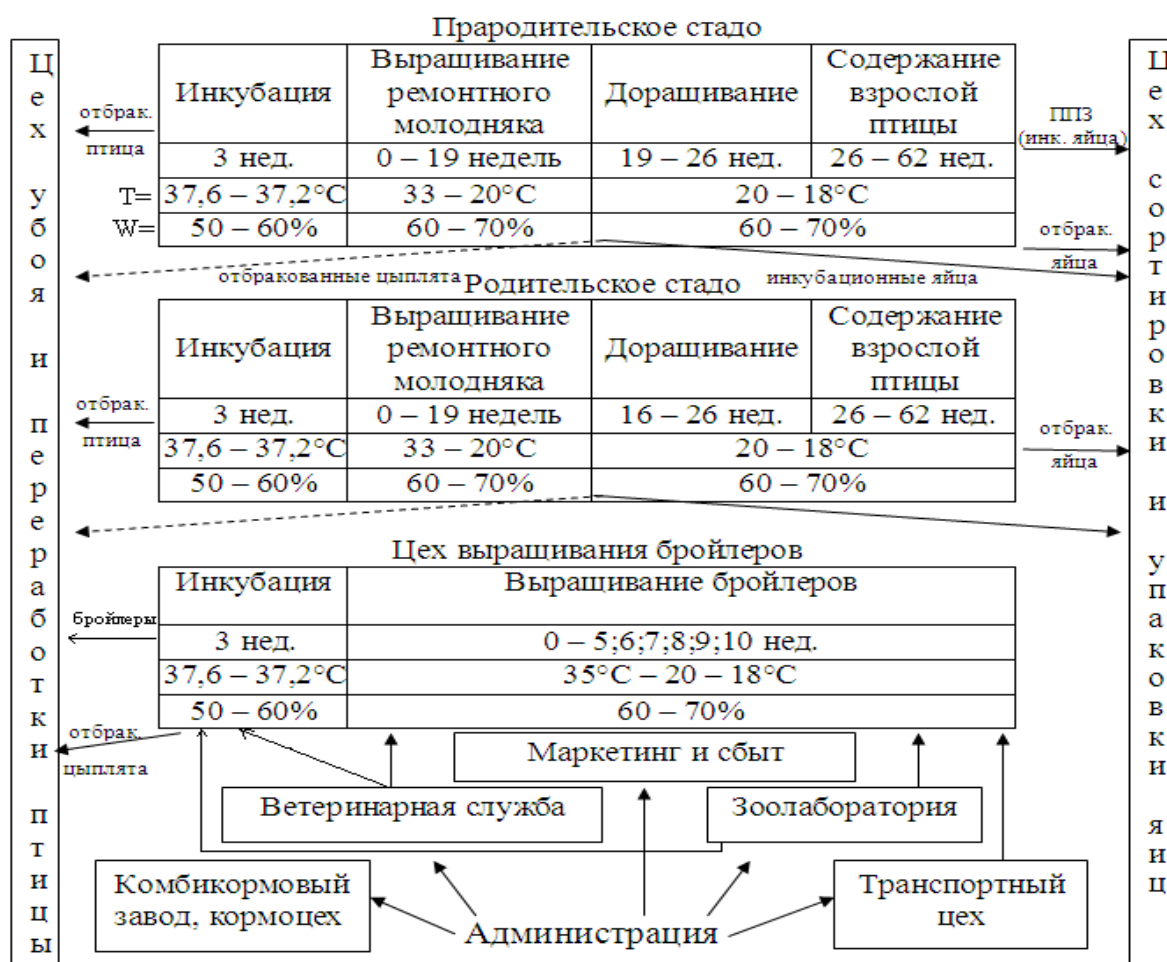 Прародительское стадо
Цех убоя и переработки птицы
Цех сортировки и упаковки яиц
Инкубация
Выращивание
ремонтного
молодняка
Доращивание
Содержание
взрослой
птицы
отбрак.
птица
ППЗ
(инк. яйца)
3 нед.
0 – 19 недель
19 – 26 нед.
26 – 62 нед.
T=
37,6 – 37,2°C
33 – 20°C
20 – 18°C
W=
50 – 60%
60 – 70%
60 – 70%
отбрак.
яйца
отбракованные цыплята
инкубационные яйца
Родительское стадо
Инкубация
Выращивание
ремонтного
молодняка
Доращивание
Содержание
взрослой
птицы
отбрак.
птица
3 нед.
0 – 19 недель
16 – 26 нед.
26 – 62 нед.
37,6 – 37,2°C
33 – 20°C
20 – 18°C
отбрак.
яйца
50 – 60%
60 – 70%
60 – 70%
Цех выращивания бройлеров
Инкубация
Выращивание бройлеров
бройлеры
3 нед.
0 – 5;6;7;8;9;10 нед.
37,6 – 37,2°C
35°C – 20 – 18°C
50 – 60%
60 – 70%
отбрак.
цыплята
Маркетинг и сбыт
Ветеринарная служба
Зоолаборатория
Комбикормовый
завод, кормоцех
Администрация
Транспортный
цех